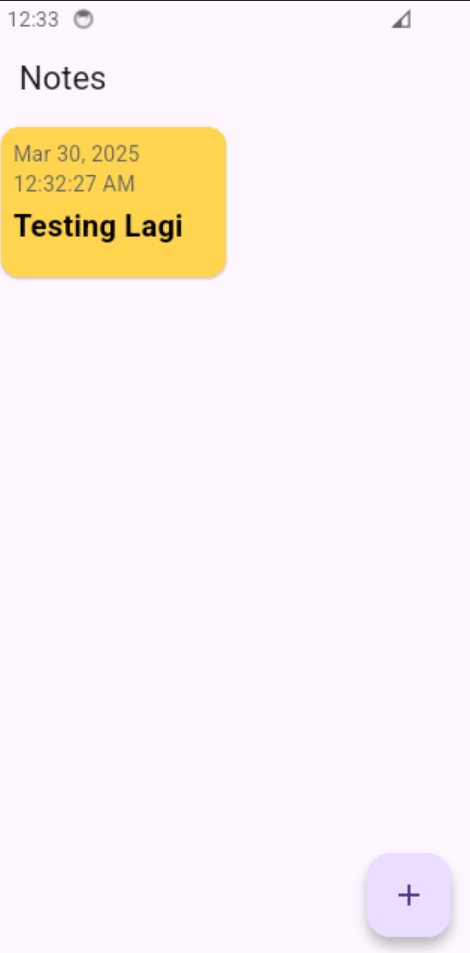 12:33
Notes
Mar 30, 2025
12:32:27 AM
Testing Lagi
+